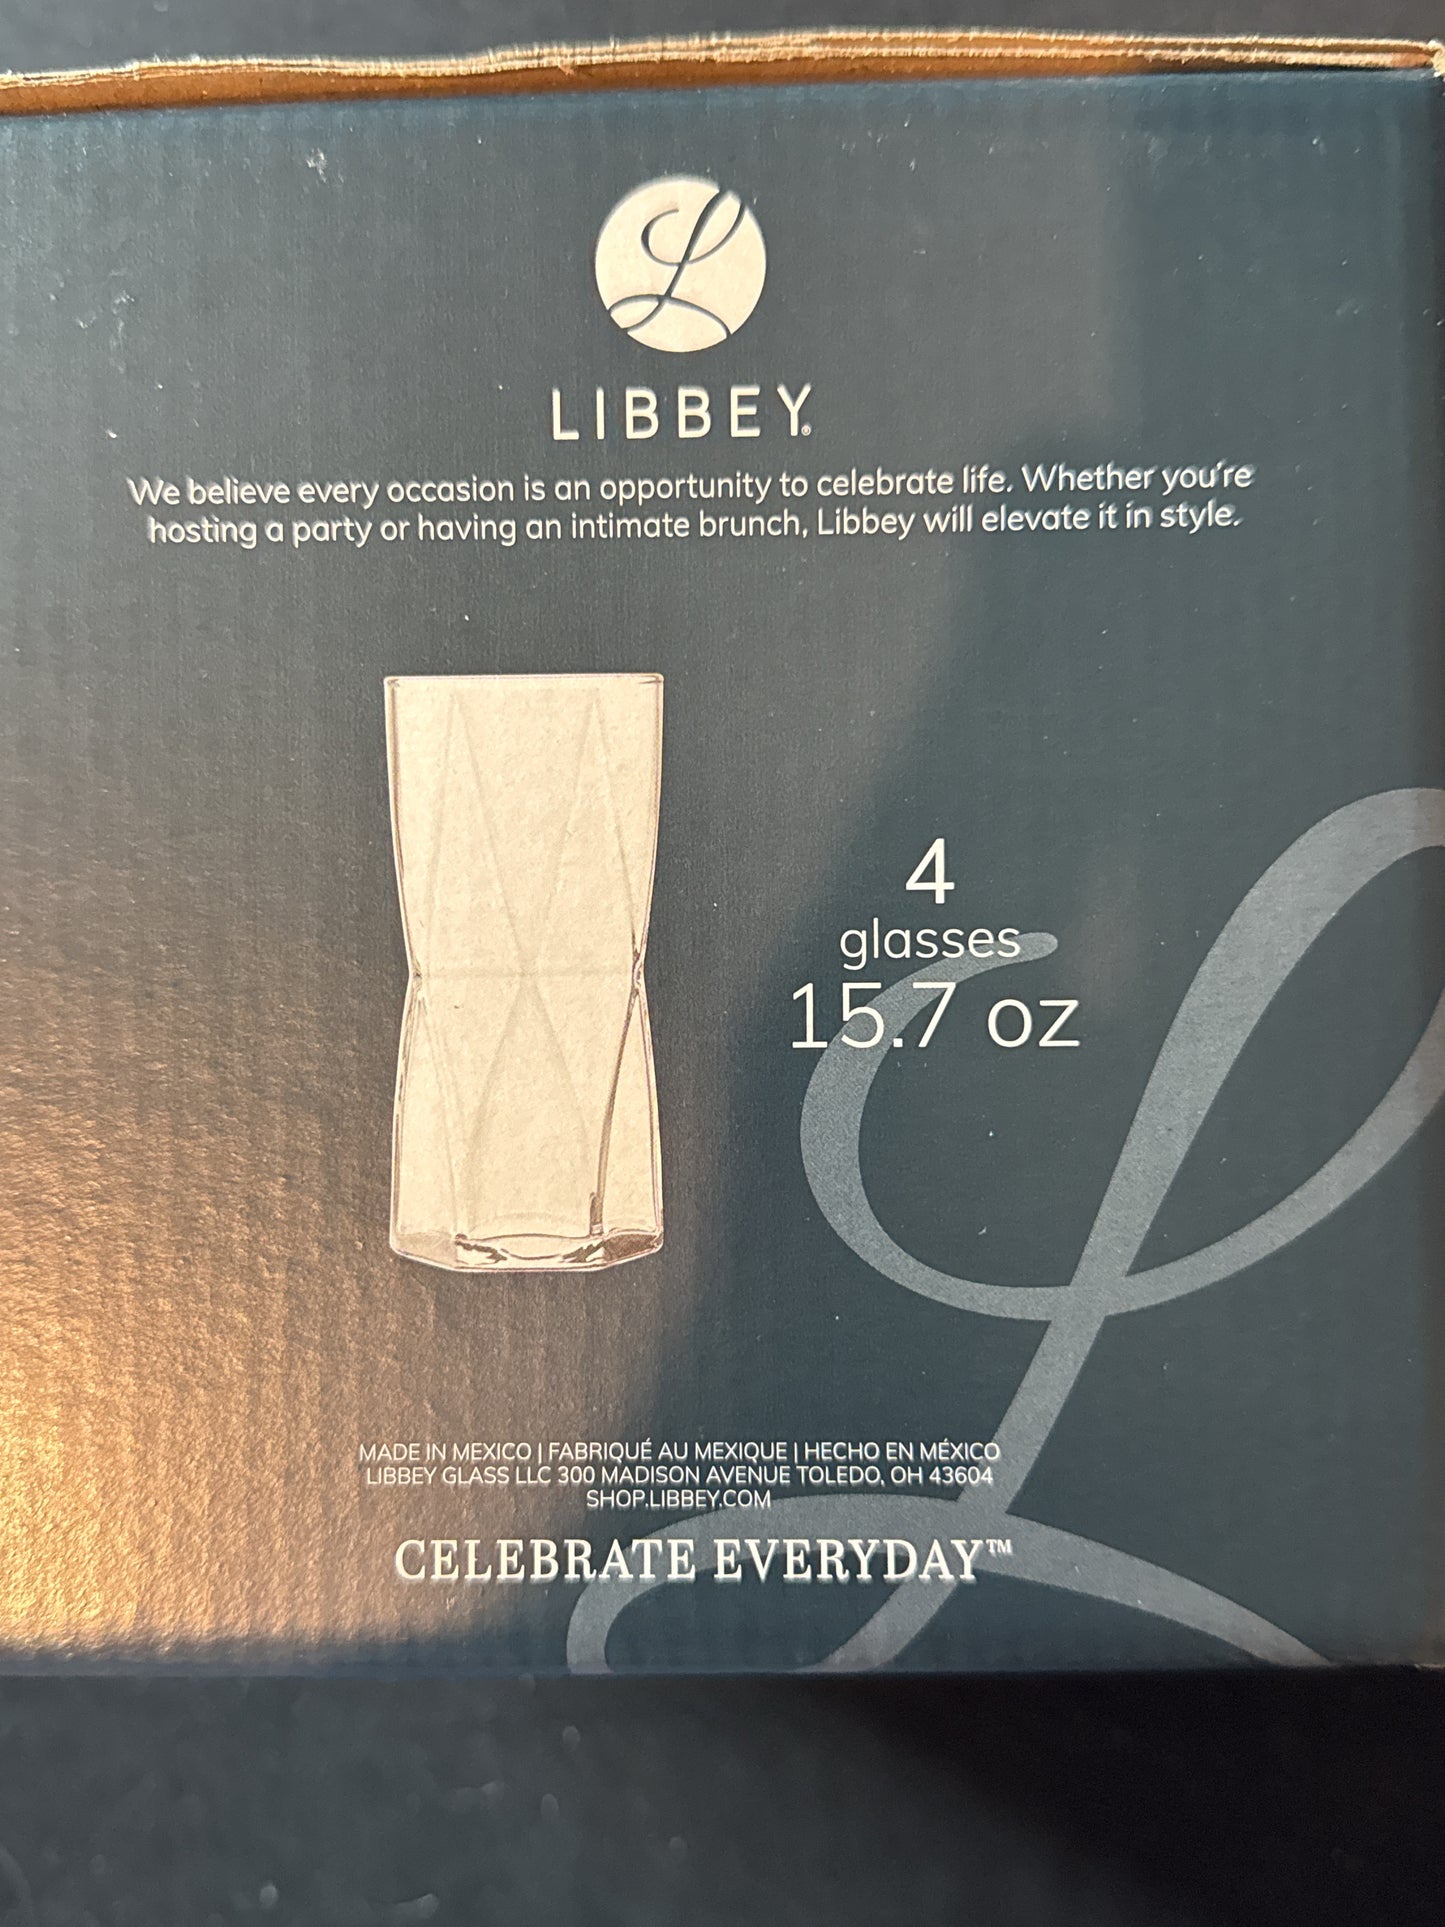 L
LIBBEY®
We believe every occasion is an opportunity to celebrate life. Whether you're
hosting a party or having an intimate brunch, Libbey will elevate it in style.
4
glasses
15.7 oz
MADE IN MEXICO | FABRIQUÉ AU MEXIQUE | HECHO EN MÉXICO
LIBBEY GLASS LLC 300 MADISON AVENUE TOLEDO, OH 43604
SHOP.LIBBEY.COM
CELEBRATE EVERYDAY™